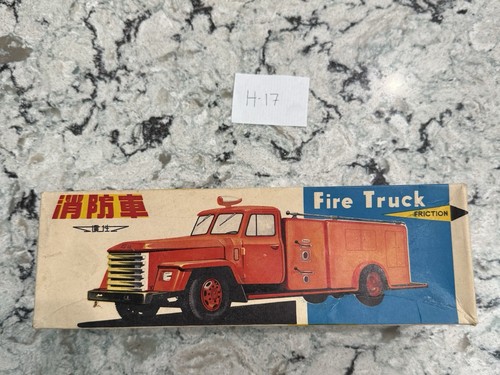 H-17
消防車
Fire Truck
FRICTION